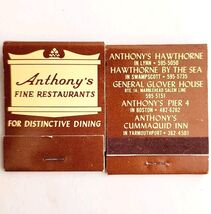 Anthony's
FINE RESTAURANTS
FOR DISTINCTIVE DINING
ANTHONY'S HAWTHORNE
IN LYNN • 595-5050
HAWTHORNE BY THE SEA
IN SWAMPSCOTT • 595-5735
GENERAL GLOVER HOUSE
RTE. 1A; MARBLEHEAD-SALEM LINE
595-5151
ANTHONY'S PIER 4
IN BOSTON • 482-6262
ANTHONY'S
CUMMAQUID INN
IN YARMOUTHPORT • 362-4501